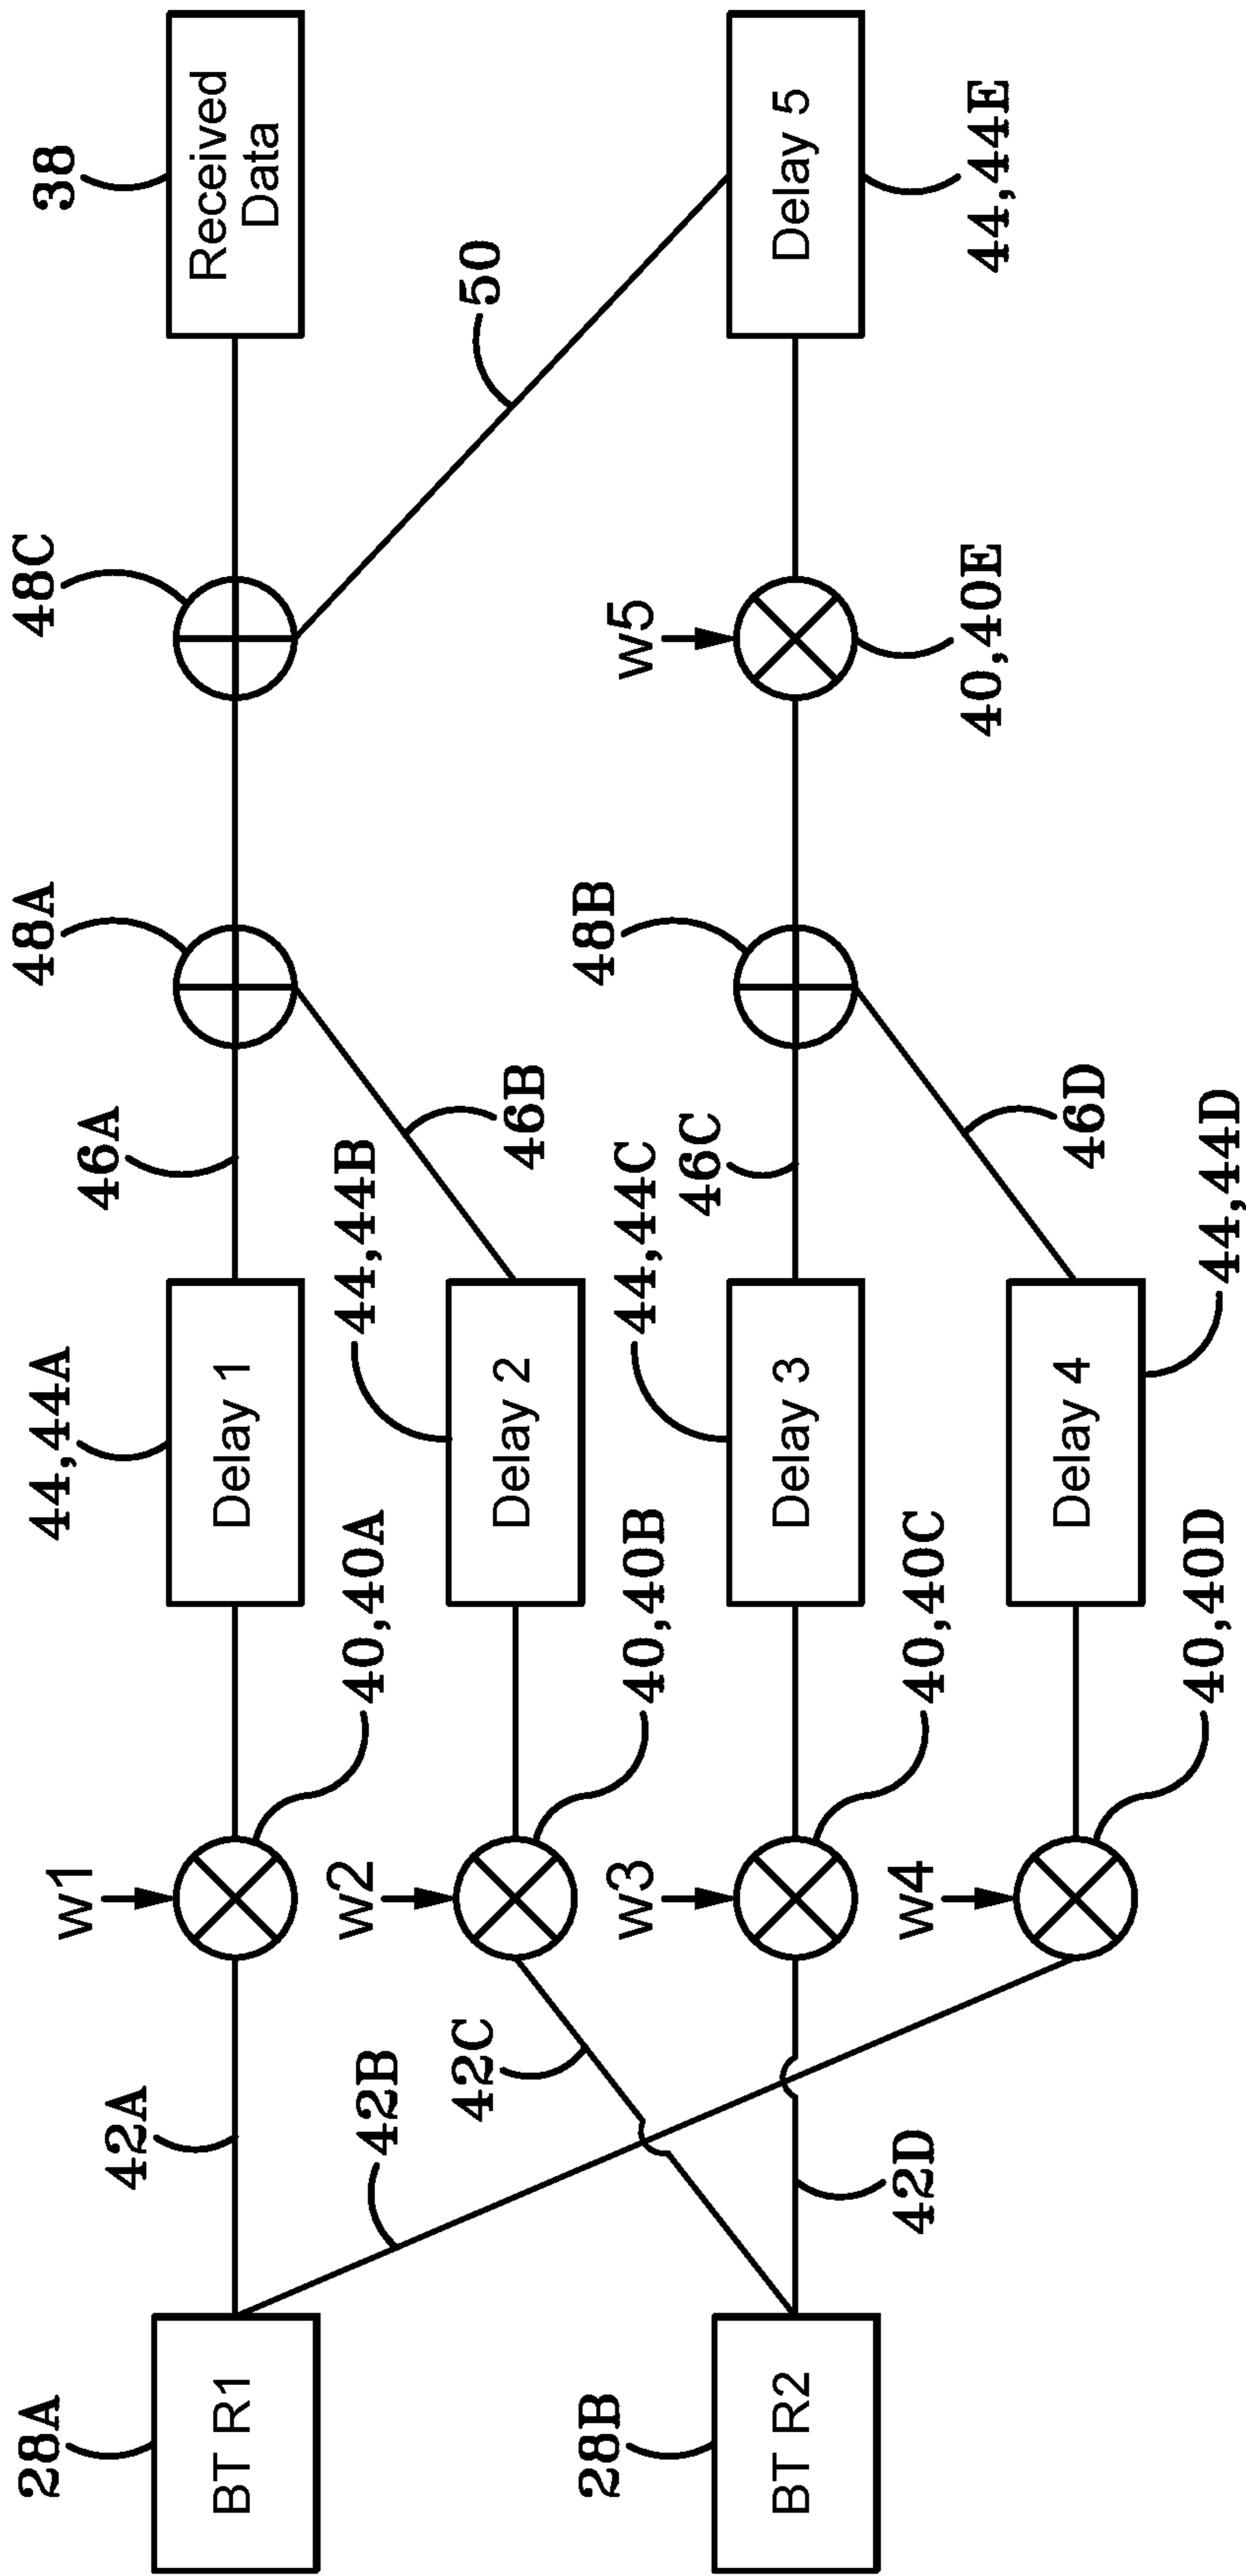 28A
BT R1
42A
w1
40,40A
44,44A
Delay 1
46A
48A
48C
38
Received
Data
42B
42C
w2
40,40B
44,44B
Delay 2
46B
50
28B
BT R2
42D
w3
40,40C
44,44C
Delay 3
46C
48B
w5
40,40E
Delay 5
44,44E
w4
40,40D
Delay 4
44,44D
46D